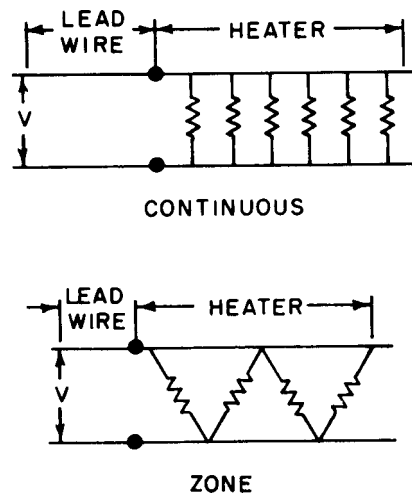 LEAD
WIRE
HEATER
V
CONTINUOUS
LEAD
WIRE
HEATER
V
ZONE